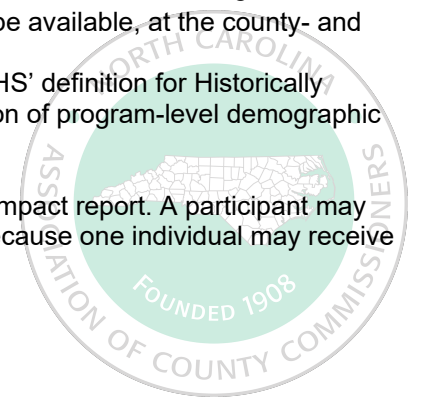 be available, at the county- and
HS' definition for Historically
on of program-level demographic
mpact report. A participant may
ecause one individual may receive
NORTH CAROLINA
ASSOCIATION OF COUNTY COMMISSIONERS
FOUNDED 1908